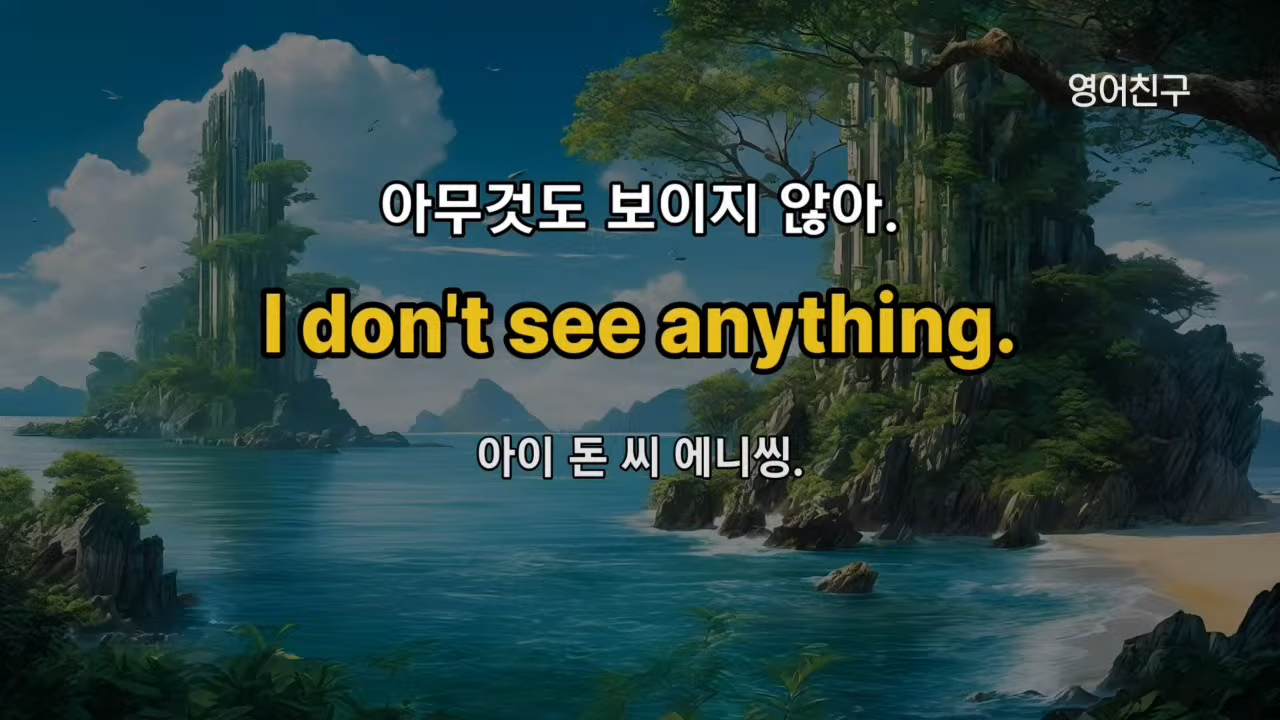 영어친구
아무것도 보이지 않아.
I don't see anything.
아이 돈 씨 에니씽.